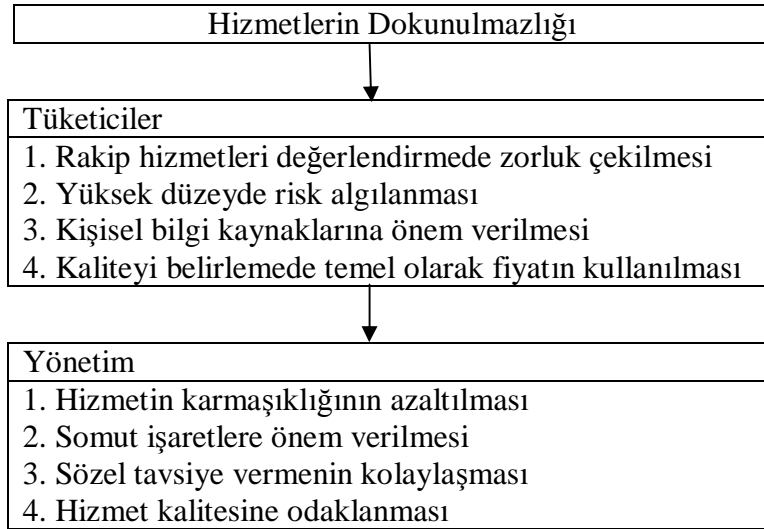 Hizmetlerin Dokunulmazlığı
Tüketiciler
1. Rakip hizmetleri değerlendirmede zorluk çekilmesi
2. Yüksek düzeyde risk algılanması
3. Kişisel bilgi kaynaklarına önem verilmesi
4. Kaliteyi belirlemede temel olarak fiyatın kullanılması
Yönetim
1. Hizmetin karmaşıklığının azaltılması
2. Somut işaretlere önem verilmesi
3. Sözel tavsiye vermenin kolaylaşması
4. Hizmet kalitesine odaklanması